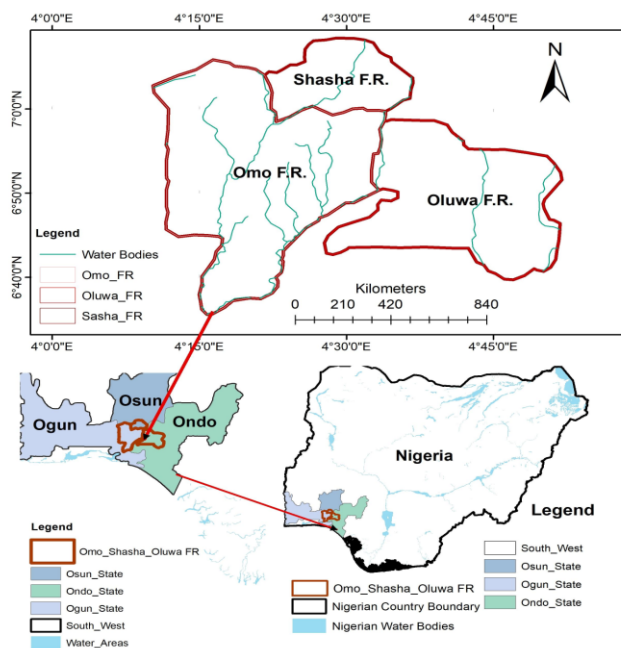 4°0'0"E 4°15'0"E 4°30'0"E 4°45'0"E
N
Shasha F.R.
7°0'0"N
Omo F.R.
6°50'0"N
Oluwa F.R.
6°40'0"N
Legend
Water Bodies
Omo_FR
Oluwa_FR
Sasha_FR
Kilometers
0 210 420 840
4°0'0"E 4°15'0"E 4°30'0"E 4°45'0"E
Osun
Ogun
Ondo
Nigeria
Legend
Omo_Shasha_Oluwa FR
Osun_State
Ondo_State
Ogun_State
South_West
Water_Areas
Legend
South_West
Osun_State
Ogun_State
Ondo_State
Omo_Shasha_Oluwa FR
Nigerian Country Boundary
Nigerian Water Bodies